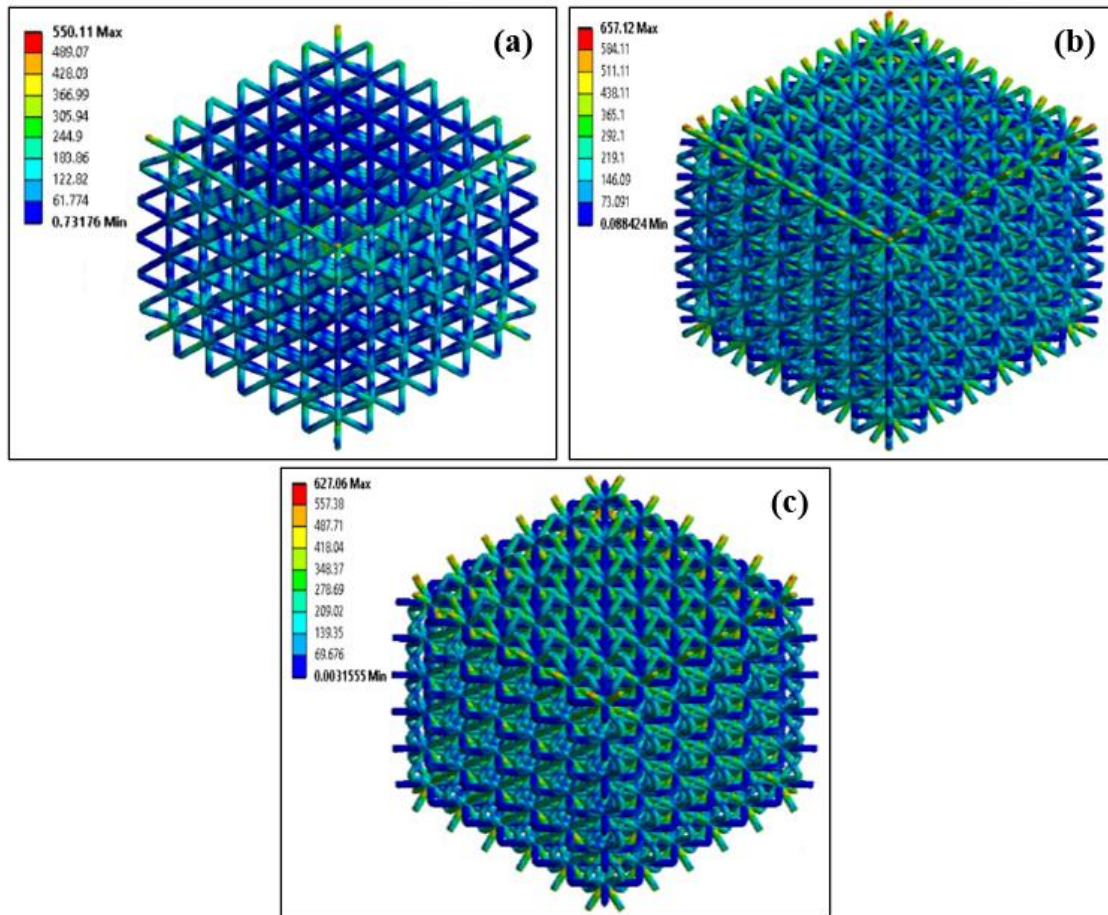 550.11 Max
489.07
428.03
366.99
305.94
244.9
183.86
122.82
61.774
0.73176 Min
(a)
657.12 Max
584.11
511.11
438.11
365.1
292.1
219.1
146.09
73.091
0.088424 Min
(b)
627.06 Max
557.38
487.71
418.04
348.37
278.69
209.02
139.35
69.676
0.0031555 Min
(c)